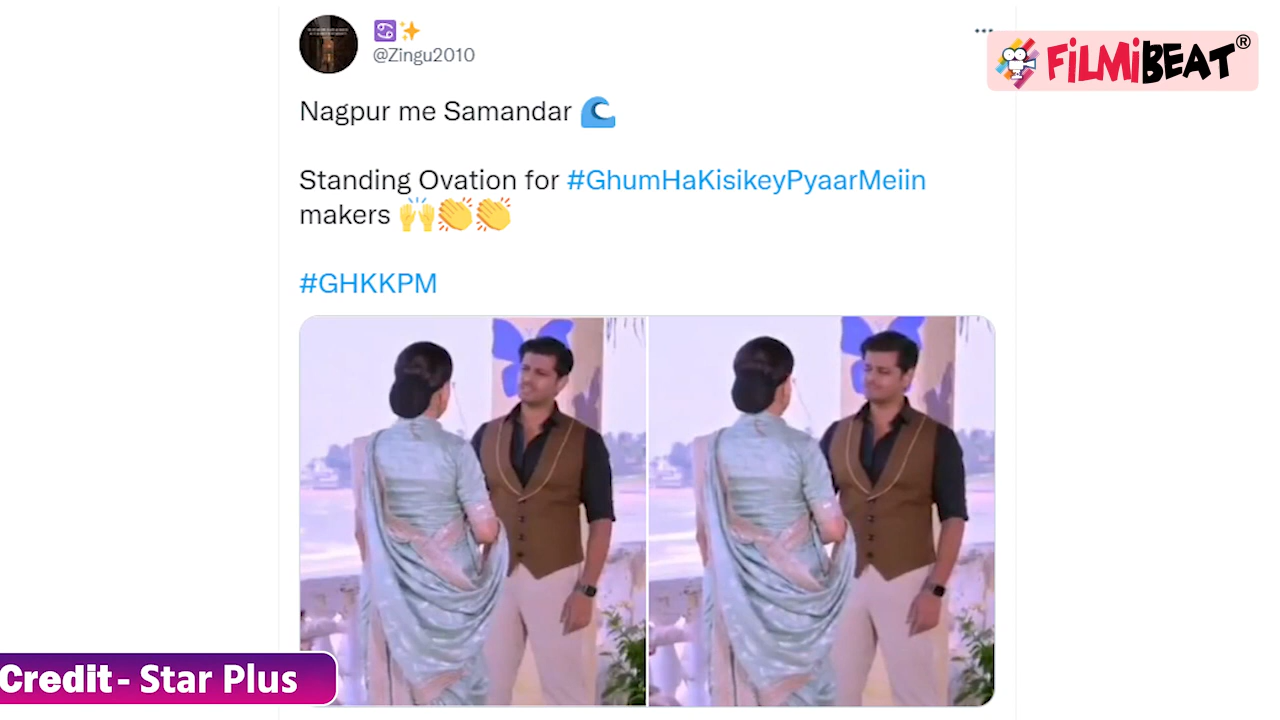 ♋✨
@Zingu2010
FiLMiBEAT®
Nagpur me Samandar 🌊
Standing Ovation for #GhumHaKisikeyPyaarMeiin
makers 🙌👏👏
#GHKKPM
Credit- Star Plus